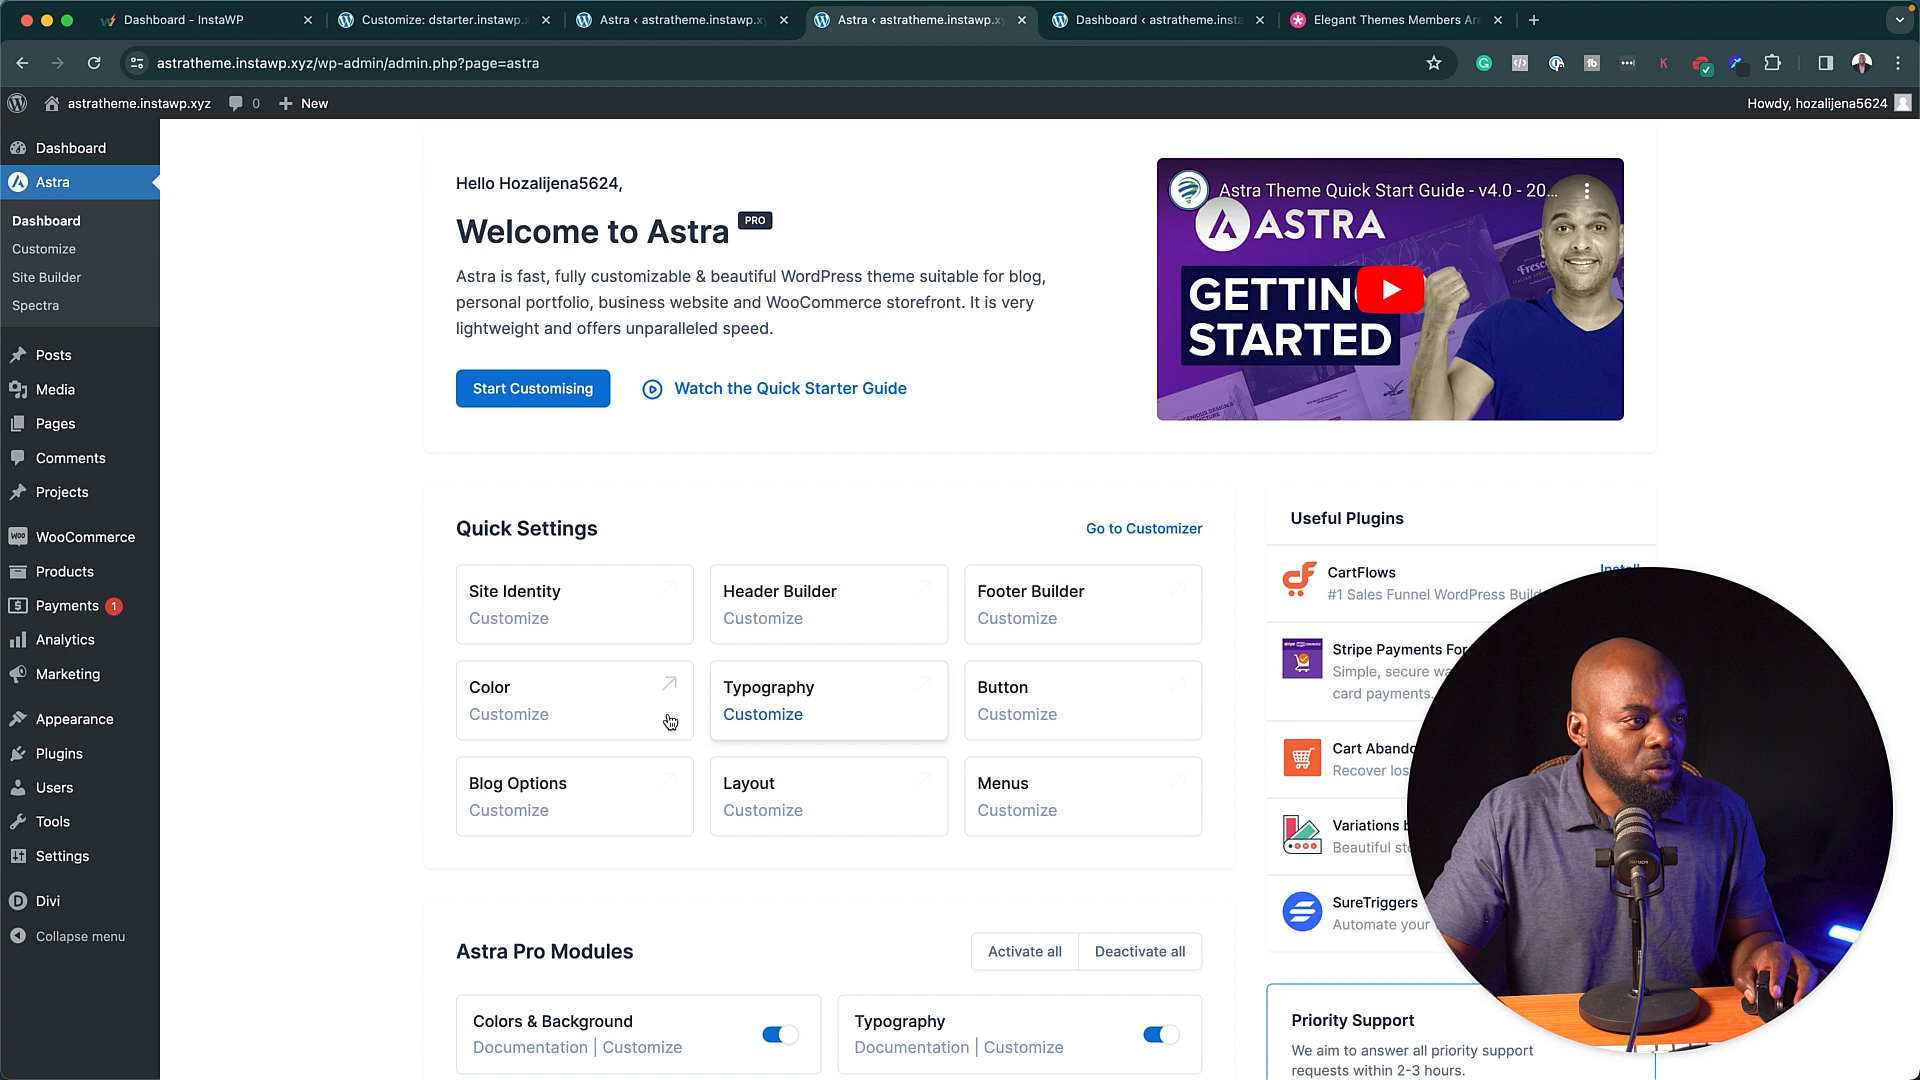 Dashboard - InstaWP
Customize: dstarter.instawp.x
Astra ‹ astratheme.instawp.xy
Astra ‹ astratheme.instawp.xy
Dashboard ‹ astratheme.insta
Elegant Themes Members Are
astratheme.instawp.xyz/wp-admin/admin.php?page=astra
astratheme.instawp.xyz
0
New
Howdy, hozalijena5624
Dashboard
Astra
Dashboard
Customize
Site Builder
Spectra
Posts
Media
Pages
Comments
Projects
WooCommerce
Products
Payments 1
Analytics
Marketing
Appearance
Plugins
Users
Tools
Settings
Divi
Collapse menu
Hello Hozalijena5624,
Welcome to Astra PRO
Astra is fast, fully customizable & beautiful WordPress theme suitable for blog,
personal portfolio, business website and WooCommerce storefront. It is very
lightweight and offers unparalleled speed.
Start Customising
Watch the Quick Starter Guide
Astra Theme Quick Start Guide - v4.0 - 20...
ASTRA
GETTIN
STARTED
Quick Settings
Go to Customizer
Site Identity
Customize
Header Builder
Customize
Footer Builder
Customize
Color
Customize
Typography
Customize
Button
Customize
Blog Options
Customize
Layout
Customize
Menus
Customize
Astra Pro Modules
Activate all
Deactivate all
Colors & Background
Documentation | Customize
Typography
Documentation | Customize
Useful Plugins
CartFlows
Install
#1 Sales Funnel WordPress Build
Stripe Payments For
Simple, secure wa
card payments.
Cart Abando
Recover los
Variations b
Beautiful sto
SureTriggers
Automate your
Priority Support
We aim to answer all priority support
requests within 2-3 hours.